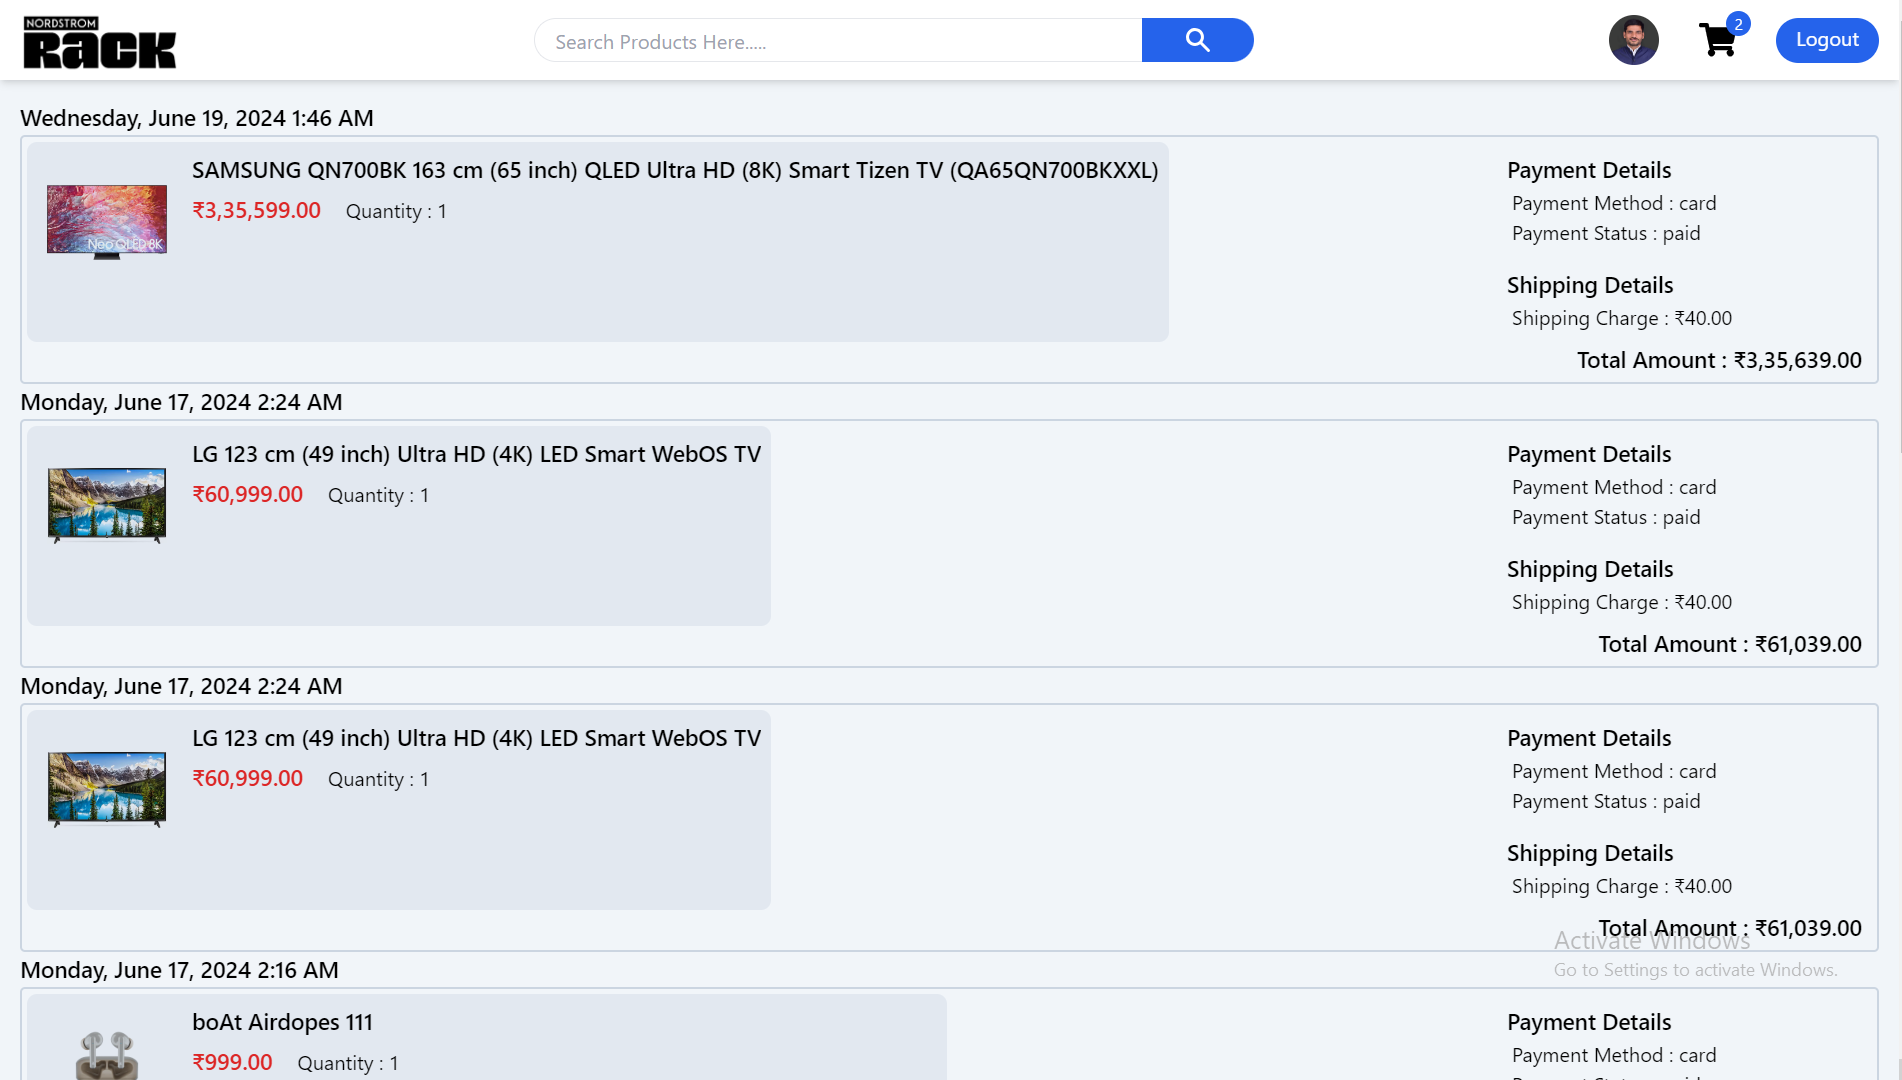 NORDSTROM
Rack
Search Products Here.....
2
Logout
Wednesday, June 19, 2024 1:46 AM
SAMSUNG QN700BK 163 cm (65 inch) QLED Ultra HD (8K) Smart Tizen TV (QA65QN700BKXXL)
₹3,35,599.00 Quantity : 1
Neo QLED 8K
Payment Details
Payment Method : card
Payment Status : paid
Shipping Details
Shipping Charge : ₹40.00
Total Amount : ₹3,35,639.00
Monday, June 17, 2024 2:24 AM
LG 123 cm (49 inch) Ultra HD (4K) LED Smart WebOS TV
₹60,999.00 Quantity : 1
Payment Details
Payment Method : card
Payment Status : paid
Shipping Details
Shipping Charge : ₹40.00
Total Amount : ₹61,039.00
Monday, June 17, 2024 2:24 AM
LG 123 cm (49 inch) Ultra HD (4K) LED Smart WebOS TV
₹60,999.00 Quantity : 1
Payment Details
Payment Method : card
Payment Status : paid
Shipping Details
Shipping Charge : ₹40.00
Total Amount : ₹61,039.00
Activate Windows
Go to Settings to activate Windows.
Monday, June 17, 2024 2:16 AM
boAt Airdopes 111
₹999.00 Quantity : 1
Payment Details
Payment Method : card